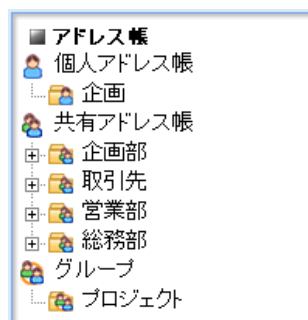 アドレス帳
個人アドレス帳
企画
共有アドレス帳
企画部
取引先
営業部
総務部
グループ
プロジェクト